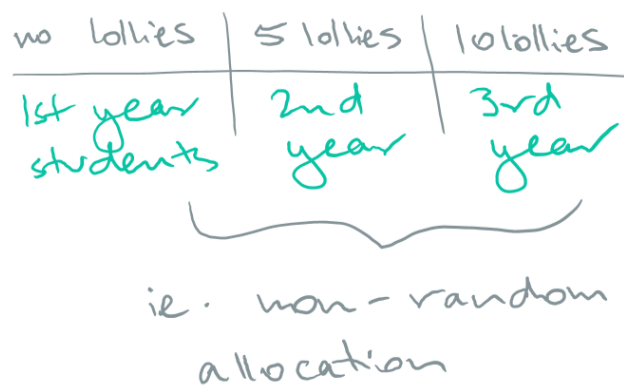 no lollies 5 lollies 10 lollies
1st year students 2nd year 3rd year
ie. non-random
allocation